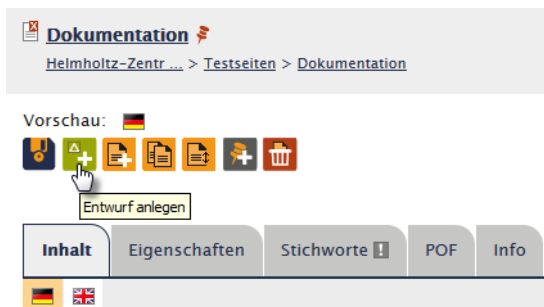 Dokumentation
Helmholtz-Zentr ... > Testseiten > Dokumentation
Vorschau:
Entwurf anlegen
Inhalt Eigenschaften Stichworte ! POF Info